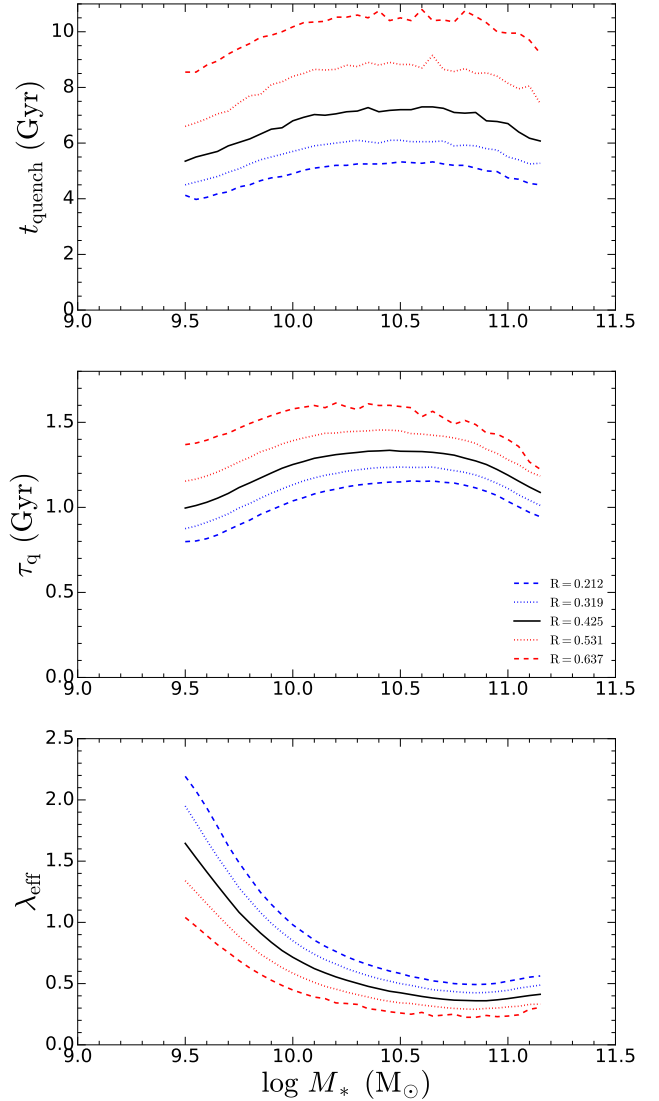 10
8
6
4
2
0
t_quench (Gyr)
9.0 9.5 10.0 10.5 11.0 11.5
1.5
1.0
0.5
0.0
τ_q (Gyr)
R = 0.212
R = 0.319
R = 0.425
R = 0.531
R = 0.637
9.0 9.5 10.0 10.5 11.0 11.5
2.5
2.0
1.5
1.0
0.5
0.0
λ_eff
9.0 9.5 10.0 10.5 11.0 11.5
log M_* (M_⊙)